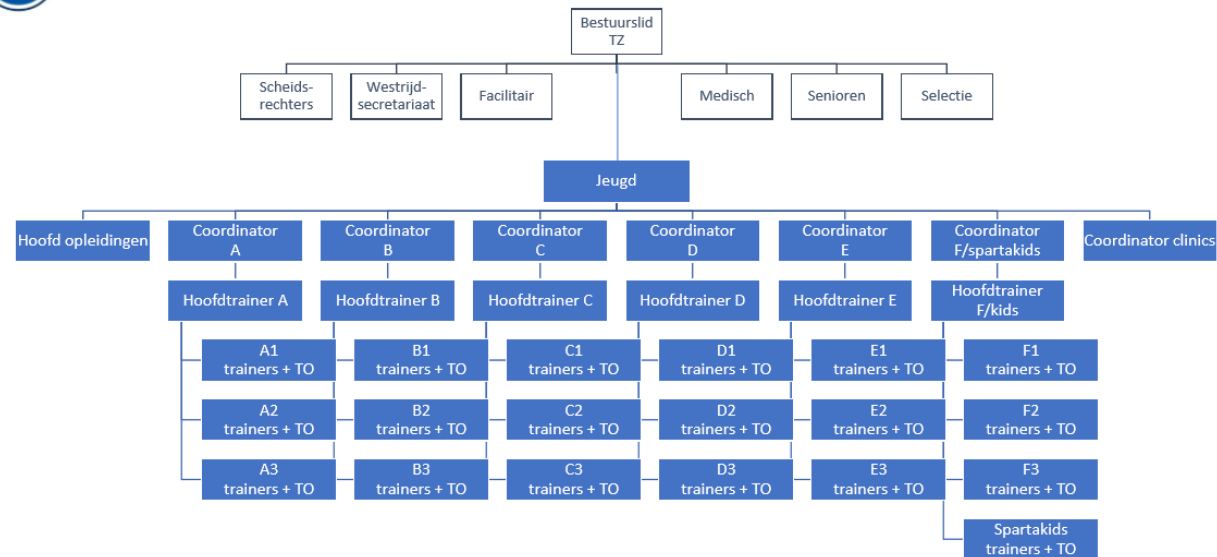 Bestuurslid
TZ
Scheids-
rechters
Westrijd-
secretariaat
Facilitair
Medisch
Senioren
Selectie
Jeugd
Hoofd opleidingen
Coordinator
A
Coordinator
B
Coordinator
C
Coordinator
D
Coordinator
E
Coordinator
F/spartakids
Coordinator clinics
Hoofdtrainer A
Hoofdtrainer B
Hoofdtrainer C
Hoofdtrainer D
Hoofdtrainer E
Hoofdtrainer
F/kids
A1
trainers + TO
B1
trainers + TO
C1
trainers + TO
D1
trainers + TO
E1
trainers + TO
F1
trainers + TO
A2
trainers + TO
B2
trainers + TO
C2
trainers + TO
D2
trainers + TO
E2
trainers + TO
F2
trainers + TO
A3
trainers + TO
B3
trainers + TO
C3
trainers + TO
D3
trainers + TO
E3
trainers + TO
F3
trainers + TO
Spartakids
trainers + TO